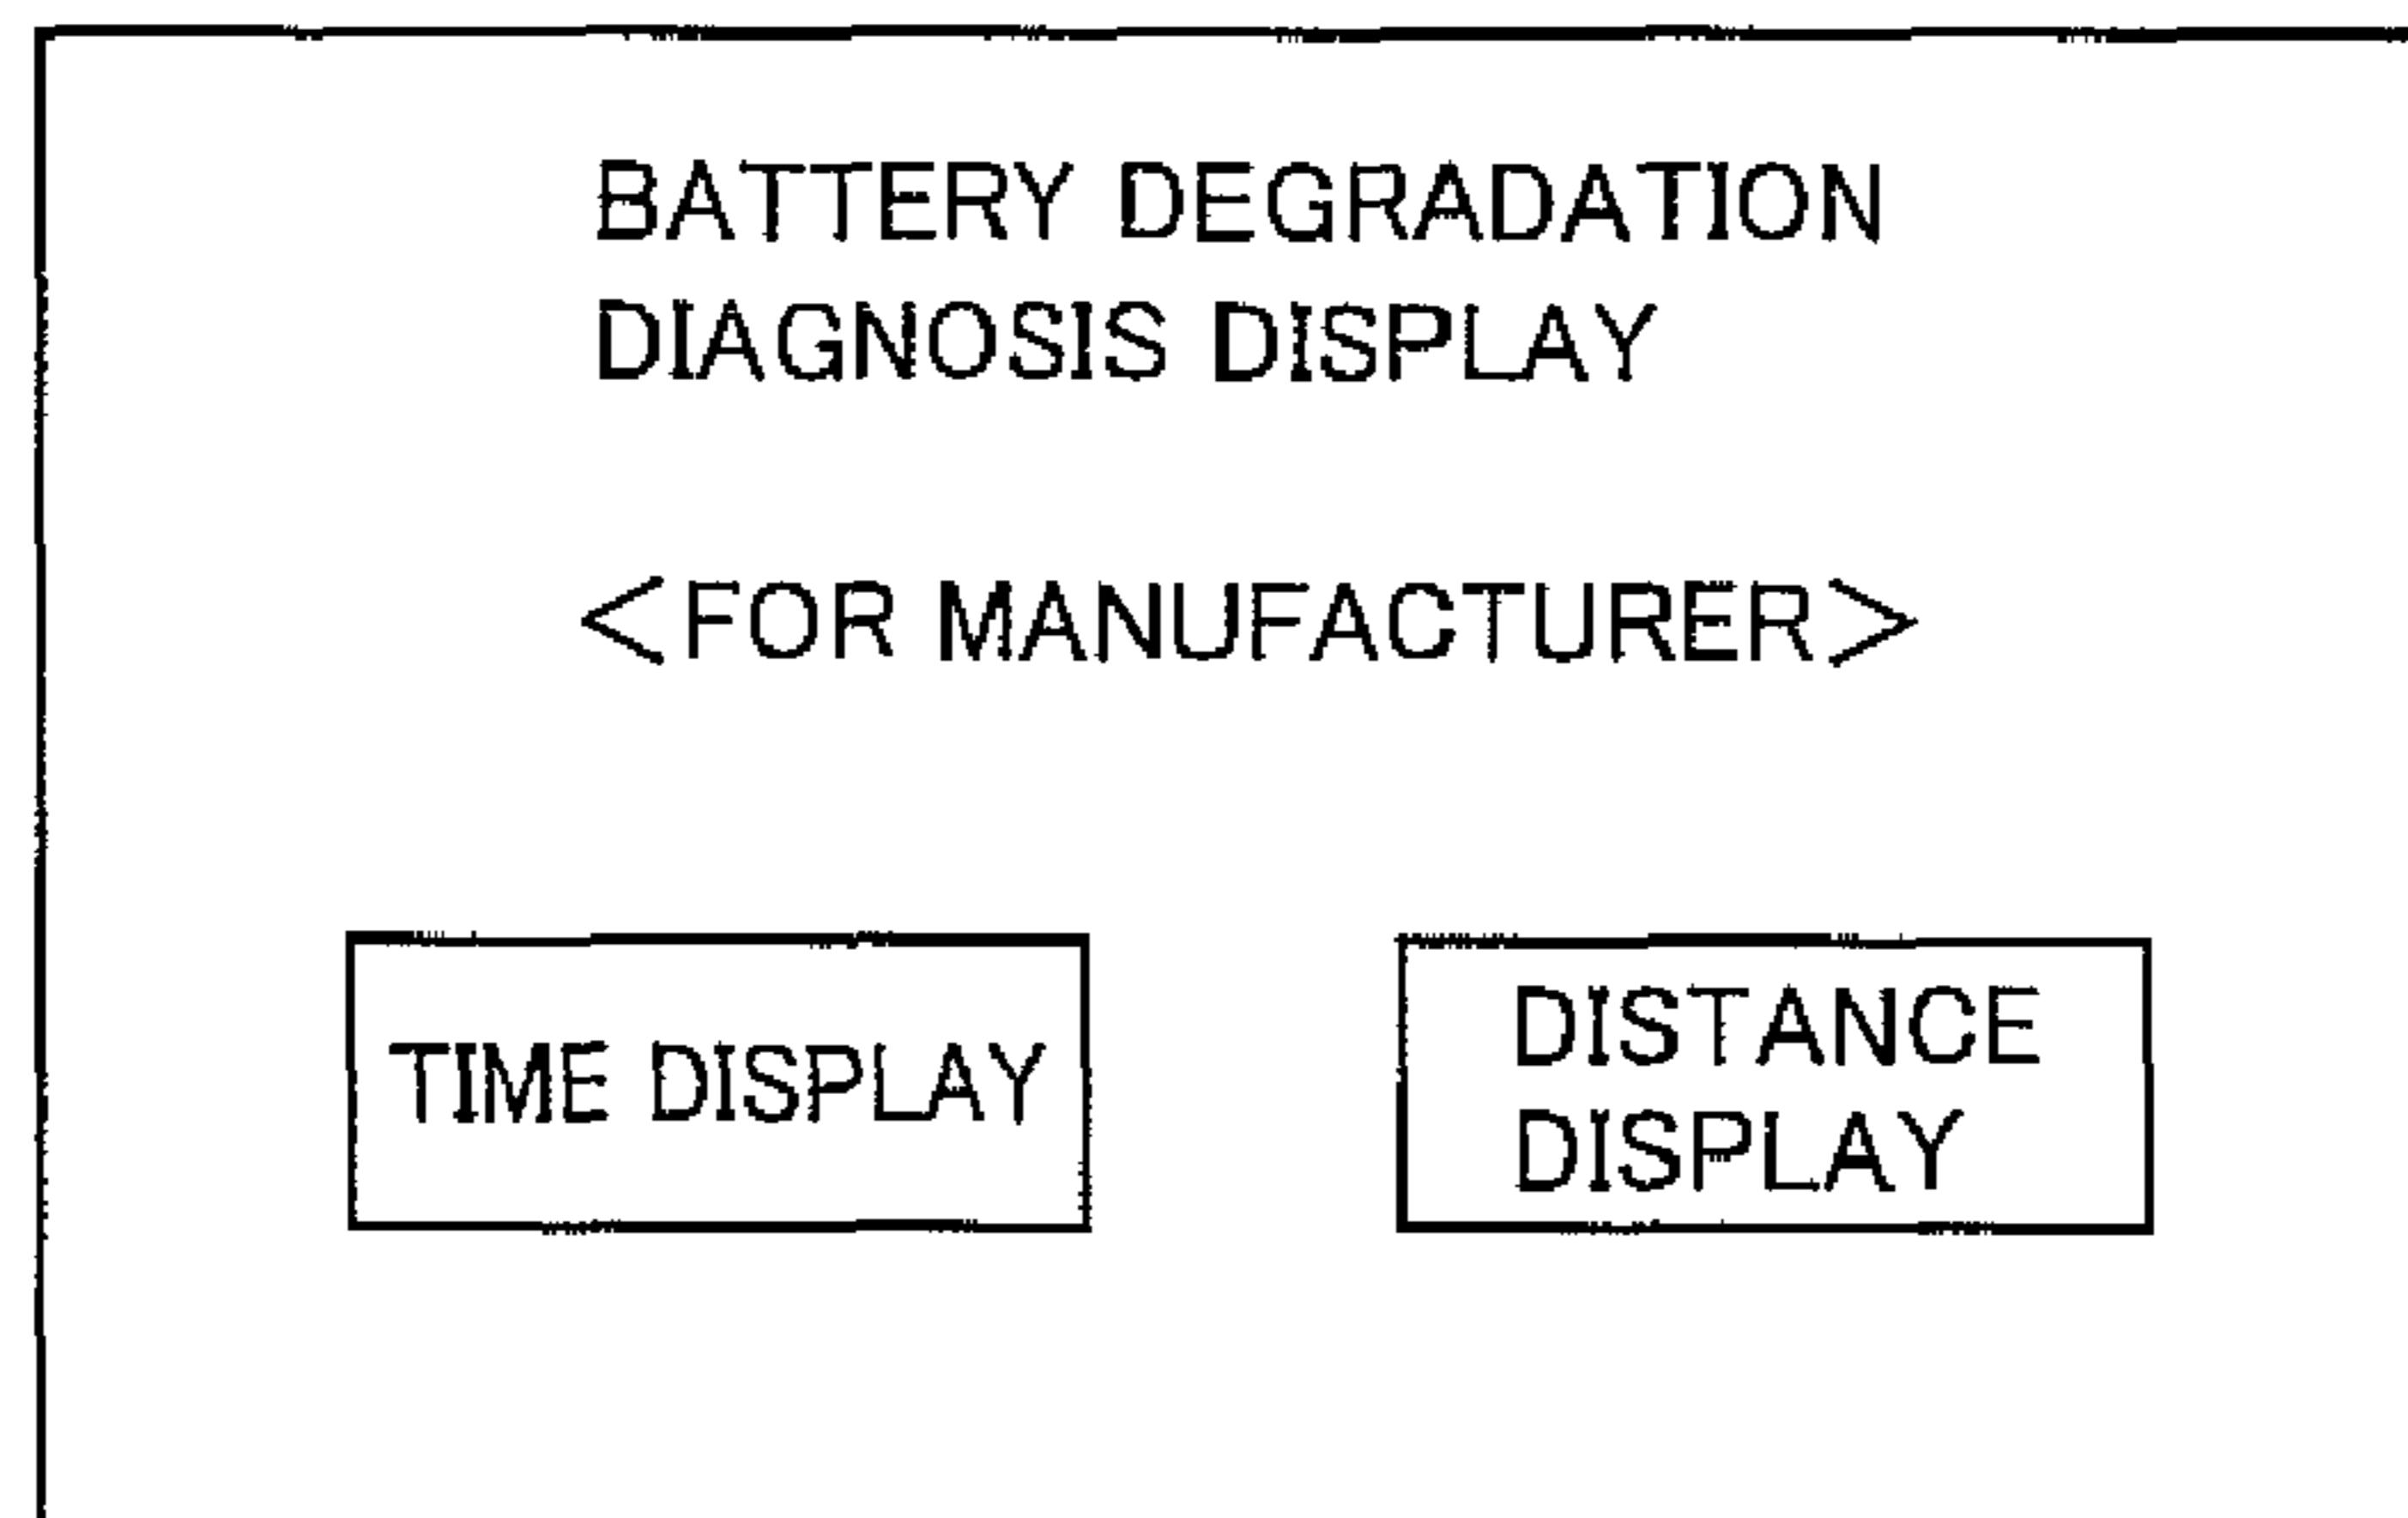 BATTERY DEGRADATION
DIAGNOSIS DISPLAY
<FOR MANUFACTURER>
TIME DISPLAY
DISTANCE
DISPLAY